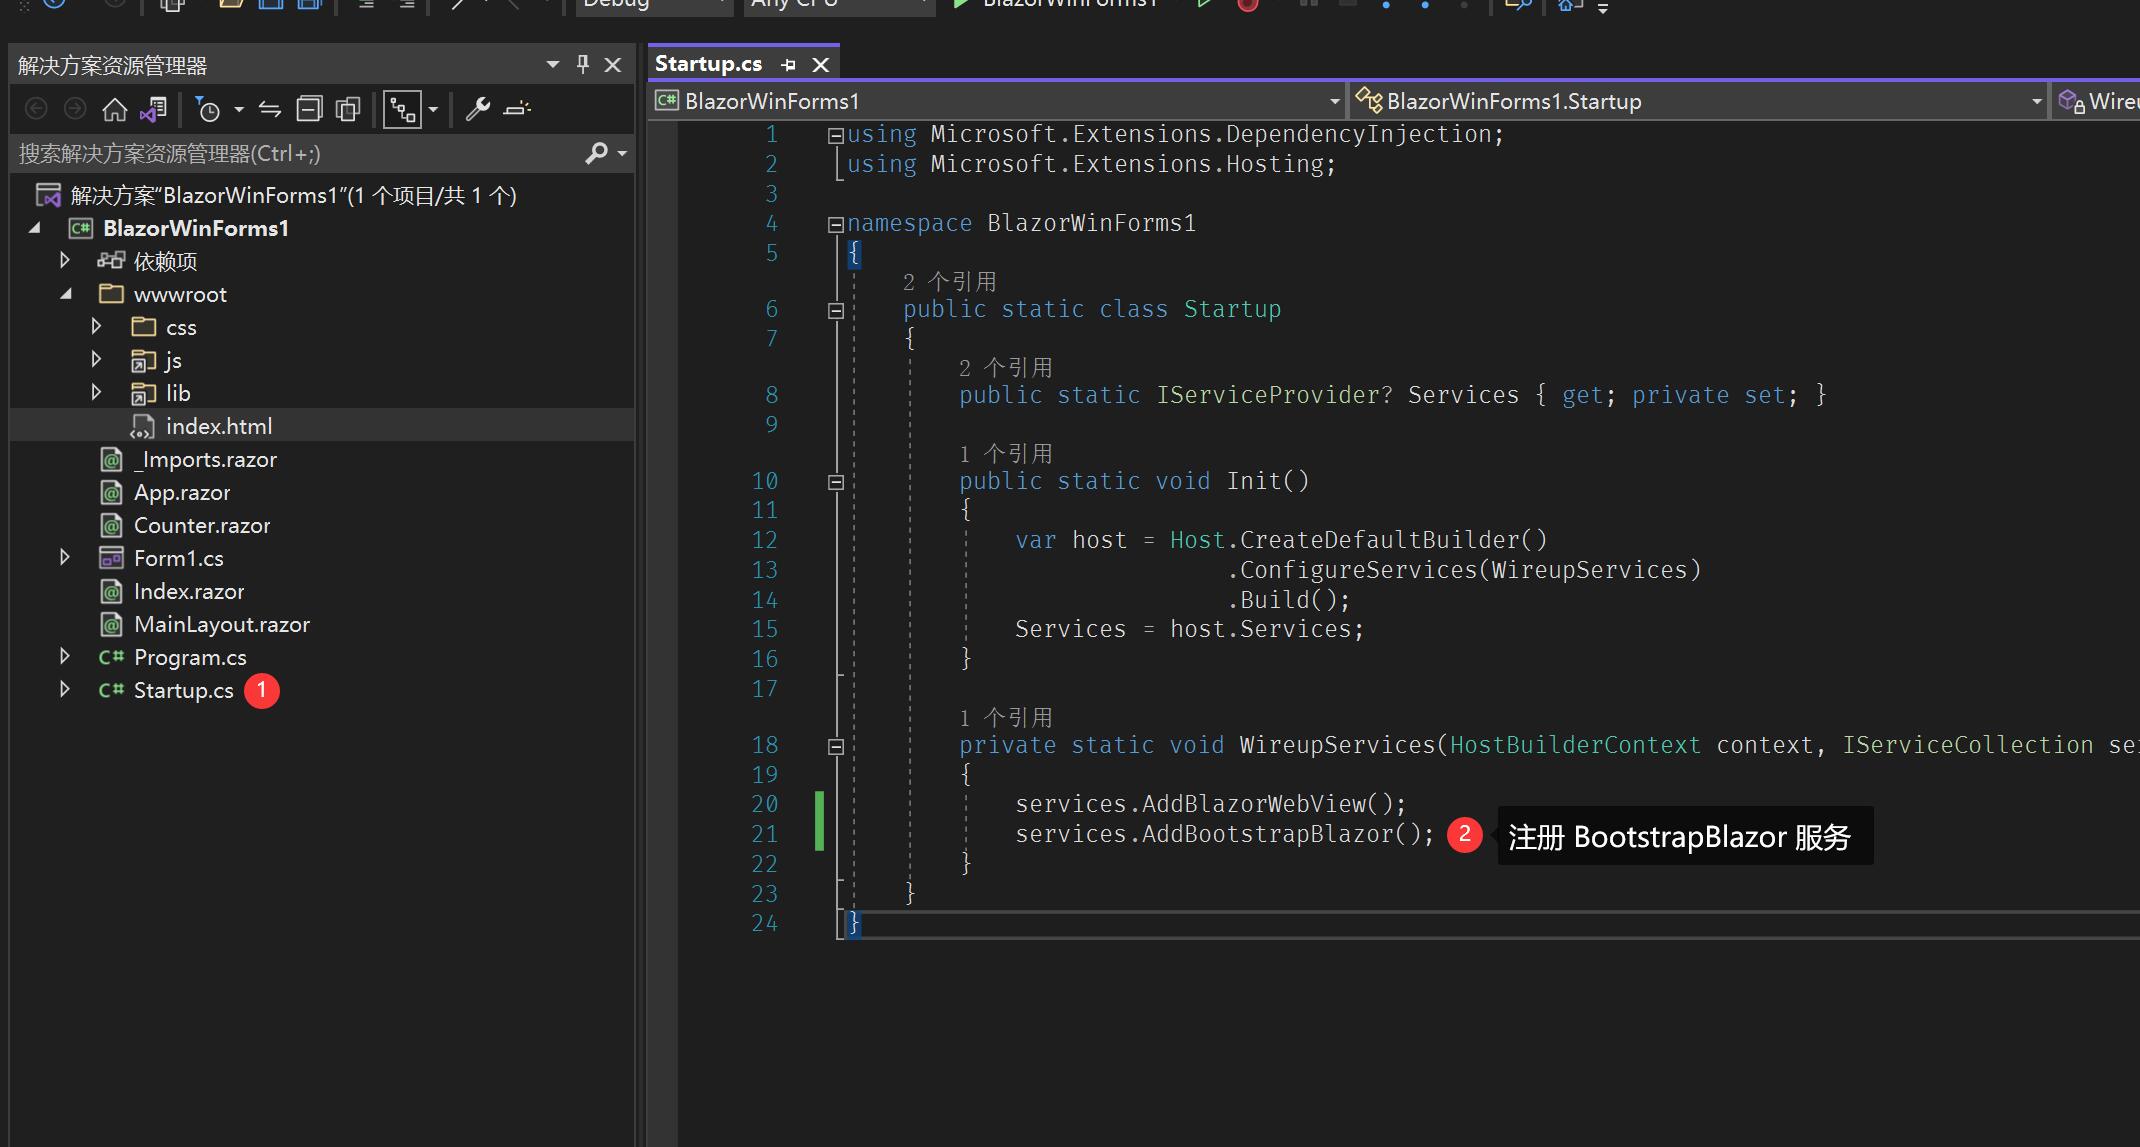 Debug
Any CPU
BlazorWinForms1
解决方案资源管理器
搜索解决方案资源管理器(Ctrl+;)
解决方案“BlazorWinForms1”(1 个项目/共 1 个)
C# BlazorWinForms1
依赖项
wwwroot
css
js
lib
index.html
@ _Imports.razor
@ App.razor
@ Counter.razor
Form1.cs
@ Index.razor
@ MainLayout.razor
C# Program.cs
C# Startup.cs 1
Startup.cs
C# BlazorWinForms1
BlazorWinForms1.Startup
1 using Microsoft.Extensions.DependencyInjection;
2 using Microsoft.Extensions.Hosting;
3
4 namespace BlazorWinForms1
5 {
2 个引用
6 public static class Startup
7 {
2 个引用
8 public static IServiceProvider? Services { get; private set; }
9
1 个引用
10 public static void Init()
11 {
12 var host = Host.CreateDefaultBuilder()
13 .ConfigureServices(WireupServices)
14 .Build();
15 Services = host.Services;
16 }
17
1 个引用
18 private static void WireupServices(HostBuilderContext context, IServiceCollection
19 {
20 services.AddBlazorWebView();
21 services.AddBootstrapBlazor(); 2 注册 BootstrapBlazor 服务
22 }
23 }
24 }